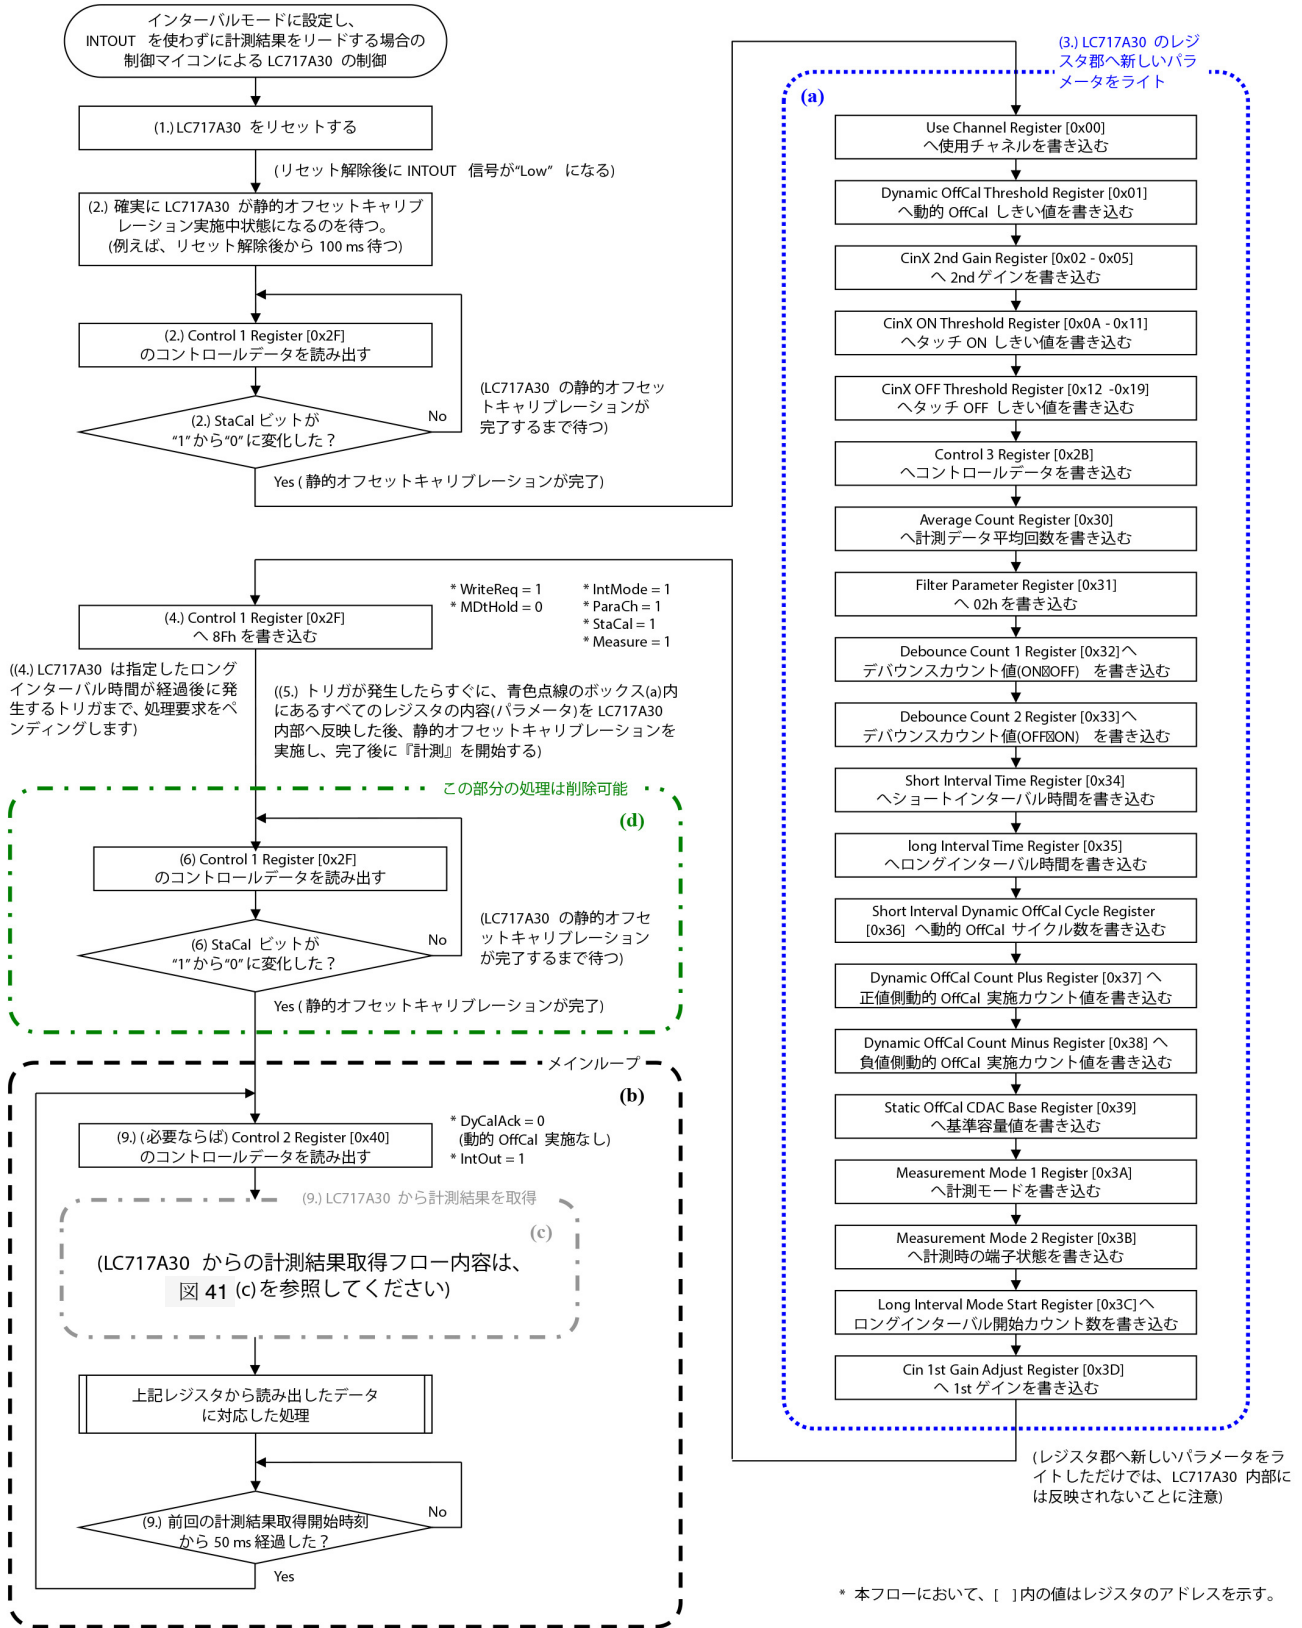 インターバルモードに設定し、
INTOUT を使わずに計測結果をリードする場合の
制御マイコンによる LC717A30 の制御
(1.) LC717A30 をリセットする
(リセット解除後に INTOUT 信号が“Low” になる)
(2.) 確実に LC717A30 が静的オフセットキャリブ
レーション実施中状態になるのを待つ。
(例えば、リセット解除後から 100 ms 待つ)
(2.) Control 1 Register [0x2F]
のコントロールデータを読み出す
(2.) StaCal ビットが
“1” から “0” に変化した？
No
(LC717A30 の静的オフセッ
トキャリブレーションが
完了するまで待つ)
Yes ( 静的オフセットキャリブレーションが完了)
(4.) Control 1 Register [0x2F]
へ 8Fh を書き込む
* WriteReq = 1
* MDtHold = 0
* IntMode = 1
* ParaCh = 1
* StaCal = 1
* Measure = 1
((4.) LC717A30 は指定したロング
インターバル時間が経過後に発
生するトリガまで、処理要求をペ
ンディングします)
((5.) トリガが発生したらすぐに、青色点線のボックス(a)内
にあるすべてのレジスタの内容(パラメータ)を LC717A30
内部へ反映した後、静的オフセットキャリブレーションを
実施し、完了後に『計測』を開始する)
この部分の処理は削除可能
(d)
(6) Control 1 Register [0x2F]
のコントロールデータを読み出す
(6) StaCal ビットが
“1” から “0” に変化した？
No
(LC717A30 の静的オフセ
ットキャリブレーション
が完了するまで待つ)
Yes ( 静的オフセットキャリブレーションが完了)
メインループ
(b)
(9.) (必要ならば) Control 2 Register [0x40]
のコントロールデータを読み出す
* DyCalAck = 0
(動的 OffCal 実施なし)
* IntOut = 1
(9.) LC717A30 から計測結果を取得
(c)
(LC717A30 からの計測結果取得フロー内容は、
図 41 (c)を参照してください)
上記レジスタから読み出したデータ
に対応した処理
(9.) 前回の計測結果取得開始時刻
から 50 ms 経過した？
No
Yes
(3.) LC717A30 のレジ
スタ郡へ新しいパラ
メータをライト
(a)
Use Channel Register [0x00]
へ使用チャネルを書き込む
Dynamic OffCal Threshold Register [0x01]
へ動的 OffCal しきい値を書き込む
CinX 2nd Gain Register [0x02 - 0x05]
へ 2nd ゲインを書き込む
CinX ON Threshold Register [0x0A - 0x11]
へタッチ ON しきい値を書き込む
CinX OFF Threshold Register [0x12 -0x19]
へタッチ OFF しきい値を書き込む
Control 3 Register [0x2B]
へコントロールデータを書き込む
Average Count Register [0x30]
へ計測データ平均回数を書き込む
Filter Parameter Register [0x31]
へ 02h を書き込む
Debounce Count 1 Register [0x32] へ
デバウンスカウント値(ON☒OFF) を書き込む
Debounce Count 2 Register [0x33] へ
デバウンスカウント値(OFF☒ON) を書き込む
Short Interval Time Register [0x34]
へショートインターバル時間を書き込む
long Interval Time Register [0x35]
へロングインターバル時間を書き込む
Short Interval Dynamic OffCal Cycle Register
[0x36] へ動的 OffCal サイクル数を書き込む
Dynamic OffCal Count Plus Register [0x37] へ
正値側動的 OffCal 実施カウント値を書き込む
Dynamic OffCal Count Minus Register [0x38] へ
負値側動的 OffCal 実施カウント値を書き込む
Static OffCal CDAC Base Register [0x39]
へ基準容量値を書き込む
Measurement Mode 1 Register [0x3A]
へ計測モードを書き込む
Measurement Mode 2 Register [0x3B]
へ計測時の端子状態を書き込む
Long Interval Mode Start Register [0x3C] へ
ロングインターバル開始カウント数を書き込む
Cin 1st Gain Adjust Register [0x3D]
へ 1st ゲインを書き込む
(レジスタ郡へ新しいパラメータをラ
イトしただけでは、LC717A30 内部に
は反映されないことに注意)
* 本フローにおいて、[ ] 内の値はレジスタのアドレスを示す。